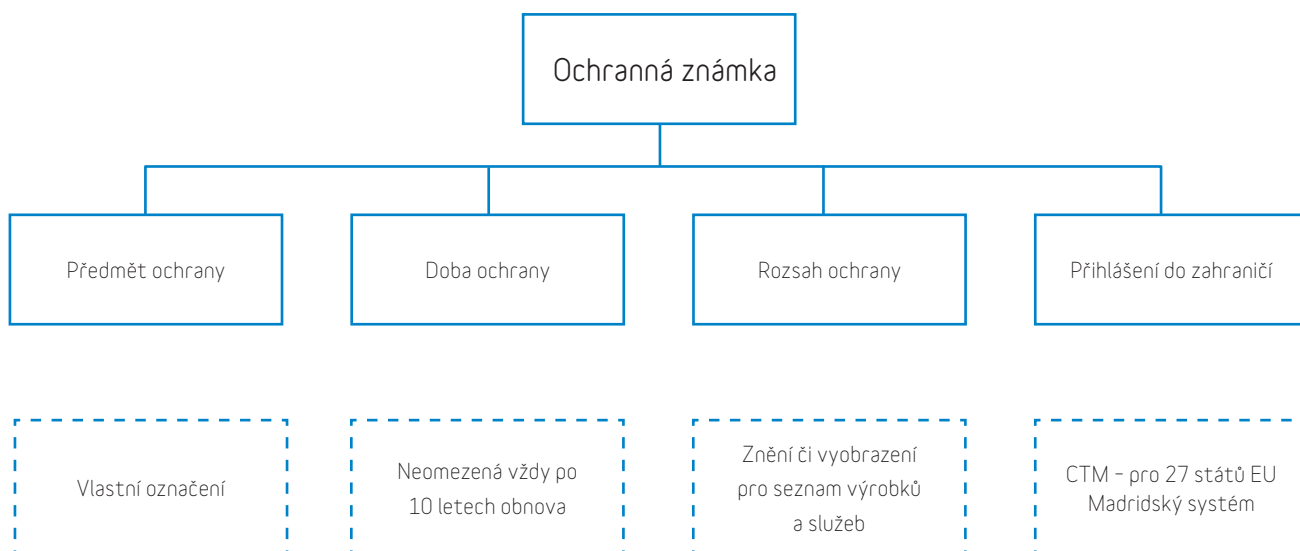 Ochranná známka
Předmět ochrany
Doba ochrany
Rozsah ochrany
Přihlášení do zahraničí
Vlastní označení
Neomezená vždy po
10 letech obnova
Znění či vyobrazení
pro seznam výrobků
a služeb
CTM - pro 27 států EU
Madridský systém